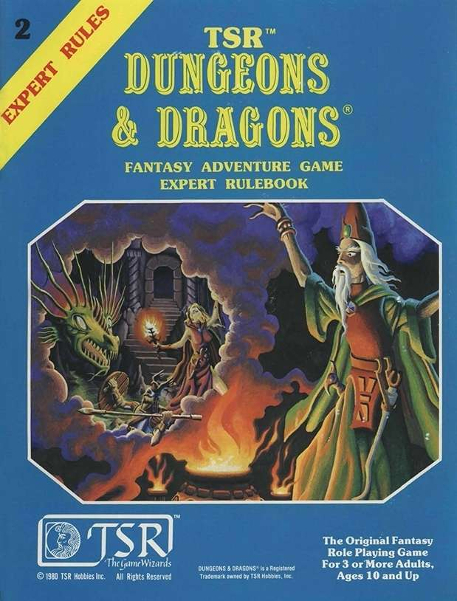 2
EXPERT RULES
TSR™
DUNGEONS
& DRAGONS®
FANTASY ADVENTURE GAME
EXPERT RULEBOOK
TSR™
The Game Wizards
© 1980 TSR Hobbies Inc. All Rights Reserved
DUNGEONS & DRAGONS® is a Registered
Trademark owned by TSR Hobbies, Inc.
The Original Fantasy
Role Playing Game
For 3 or More Adults,
Ages 10 and Up